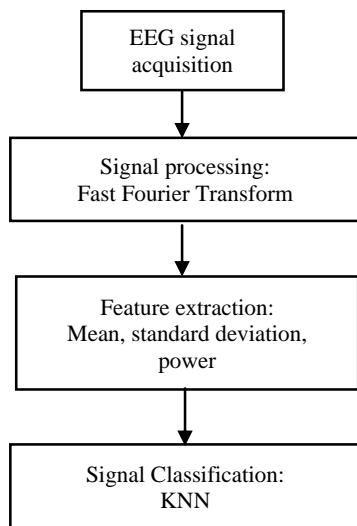 EEG signal
acquisition
Signal processing:
Fast Fourier Transform
Feature extraction:
Mean, standard deviation,
power
Signal Classification:
KNN